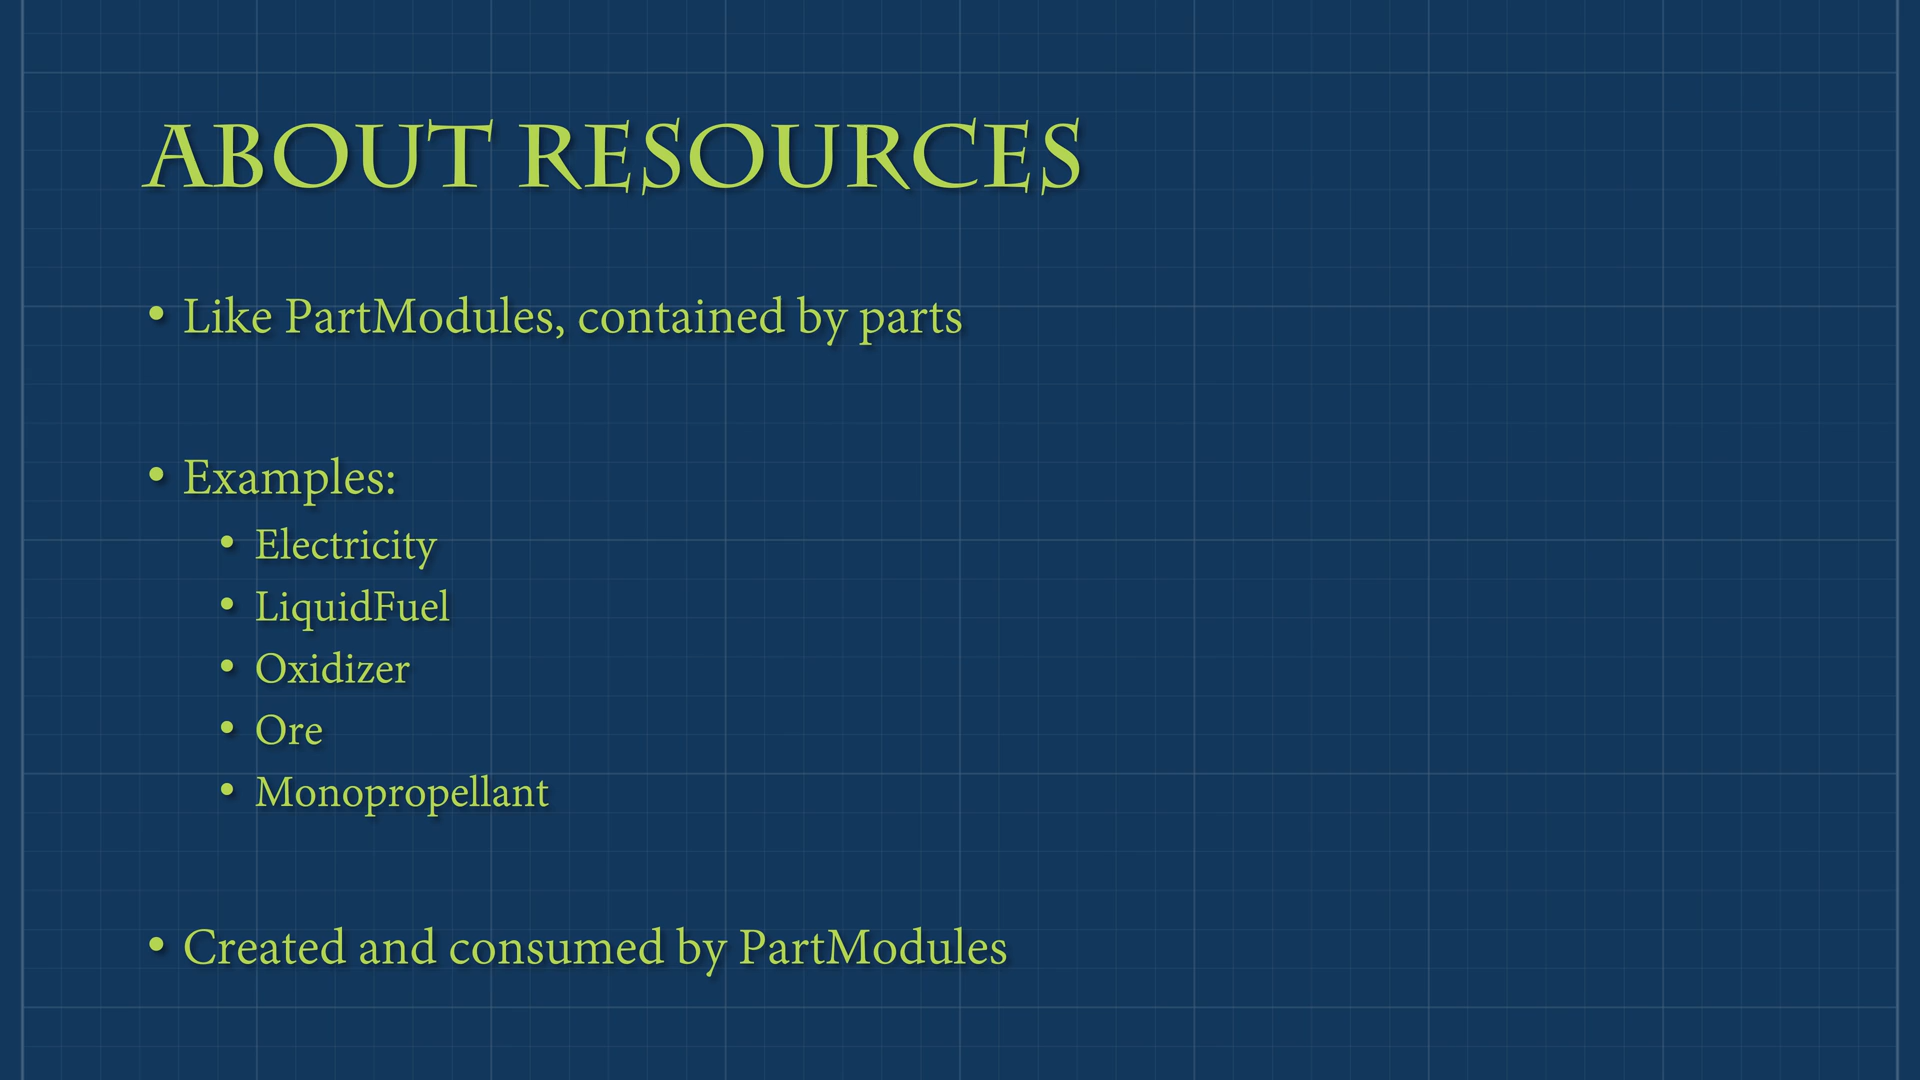 ABOUT RESOURCES
• Like PartModules, contained by parts
• Examples:
• Electricity
• LiquidFuel
• Oxidizer
• Ore
• Monopropellant
• Created and consumed by PartModules